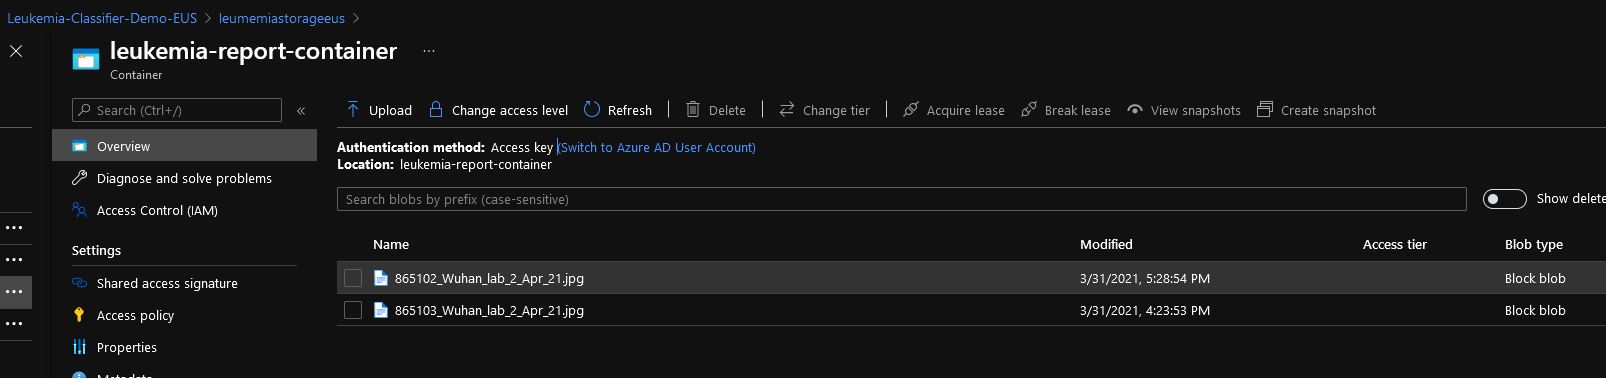 Leukemia-Classifier-Demo-EUS > leumemiastorageeus >
leukemia-report-container ...
Container
Search (Ctrl+/) «
Upload Change access level Refresh Delete Change tier Acquire lease Break lease View snapshots Create snapshot
Overview
Diagnose and solve problems
Access Control (IAM)
Settings
Shared access signature
Access policy
Properties
Metadata
Authentication method: Access key (Switch to Azure AD User Account)
Location: leukemia-report-container
Search blobs by prefix (case-sensitive) Show delete
Name Modified Access tier Blob type
865102_Wuhan_lab_2_Apr_21.jpg 3/31/2021, 5:28:54 PM Block blob
865103_Wuhan_lab_2_Apr_21.jpg 3/31/2021, 4:23:53 PM Block blob